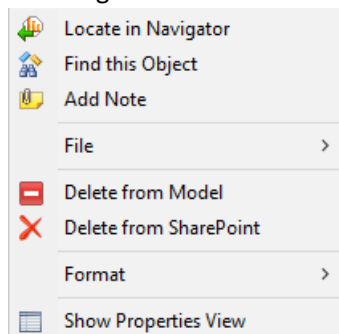 Locate in Navigator
Find this Object
Add Note
File
Delete from Model
Delete from SharePoint
Format
Show Properties View